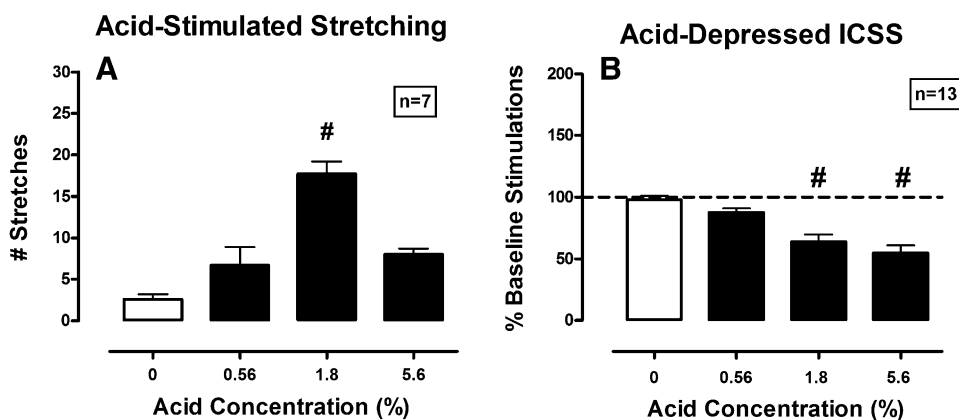 Acid-Stimulated Stretching
A
n=7
# Stretches
30
25
20
15
10
5
0
#
0 0.56 1.8 5.6
Acid Concentration (%)
Acid-Depressed ICSS
B
n=13
% Baseline Stimulations
200
150
100
50
0
# #
0 0.56 1.8 5.6
Acid Concentration (%)